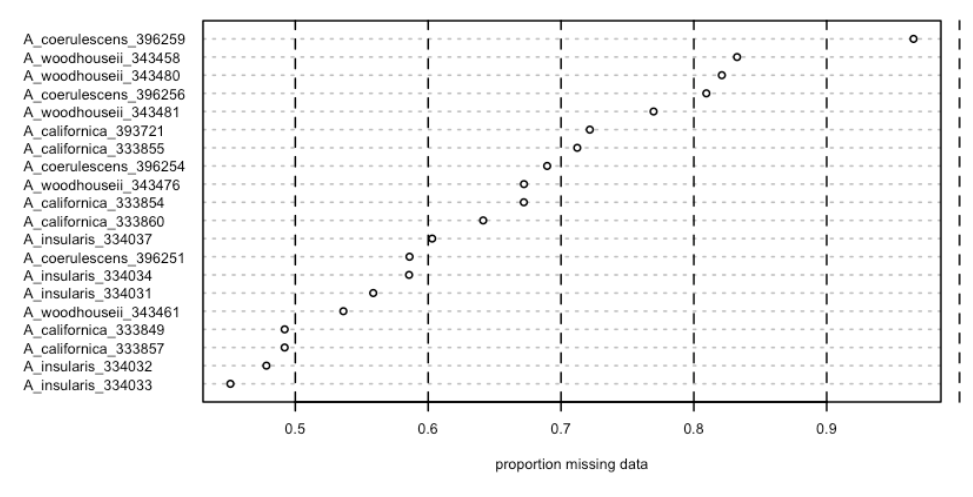 A_coerulescens_396259
A_woodhouseii_343458
A_woodhouseii_343480
A_coerulescens_396256
A_woodhouseii_343481
A_californica_393721
A_californica_333855
A_coerulescens_396254
A_woodhouseii_343476
A_californica_333854
A_californica_333860
A_insularis_334037
A_coerulescens_396251
A_insularis_334034
A_insularis_334031
A_woodhouseii_343461
A_californica_333849
A_californica_333857
A_insularis_334032
A_insularis_334033
0.5 0.6 0.7 0.8 0.9
proportion missing data